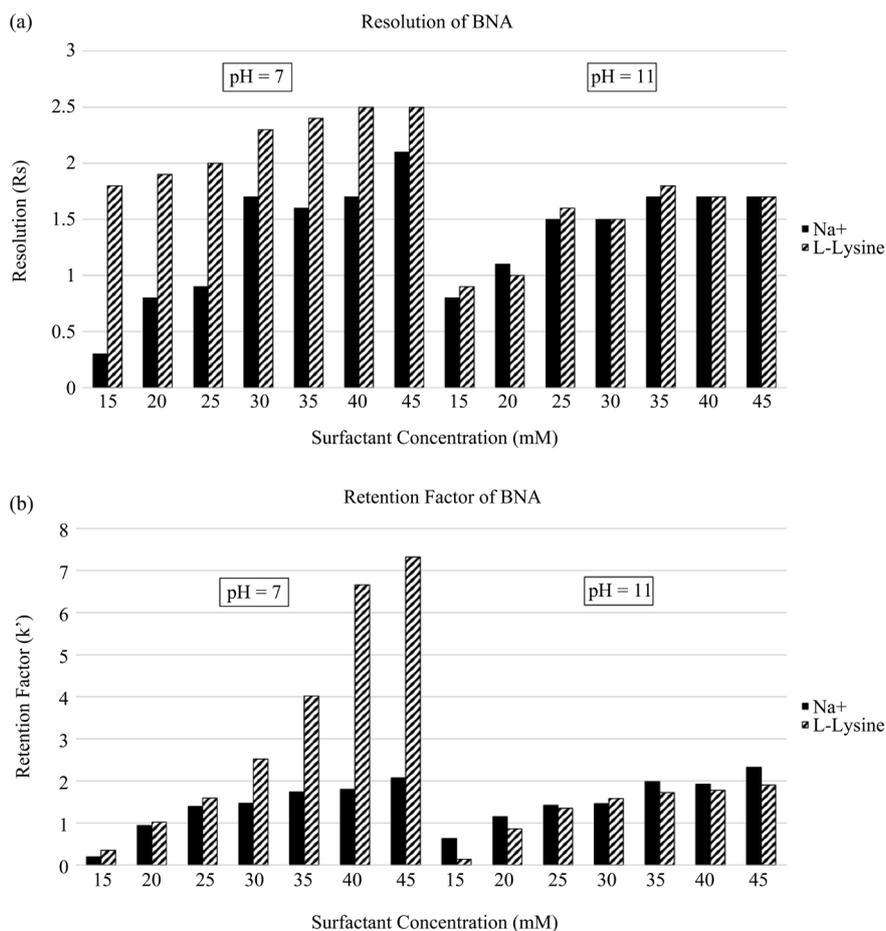 (a)
Resolution of BNA
3
pH = 7
pH = 11
2.5
2
1.5
1
0.5
0
Resolution (Rs)
Na+
L-Lysine
15 20 25 30 35 40 45 15 20 25 30 35 40 45
Surfactant Concentration (mM)
(b)
Retention Factor of BNA
8
7
pH = 7
pH = 11
6
5
4
3
2
1
0
Retention Factor (k’)
Na+
L-Lysine
15 20 25 30 35 40 45 15 20 25 30 35 40 45
Surfactant Concentration (mM)